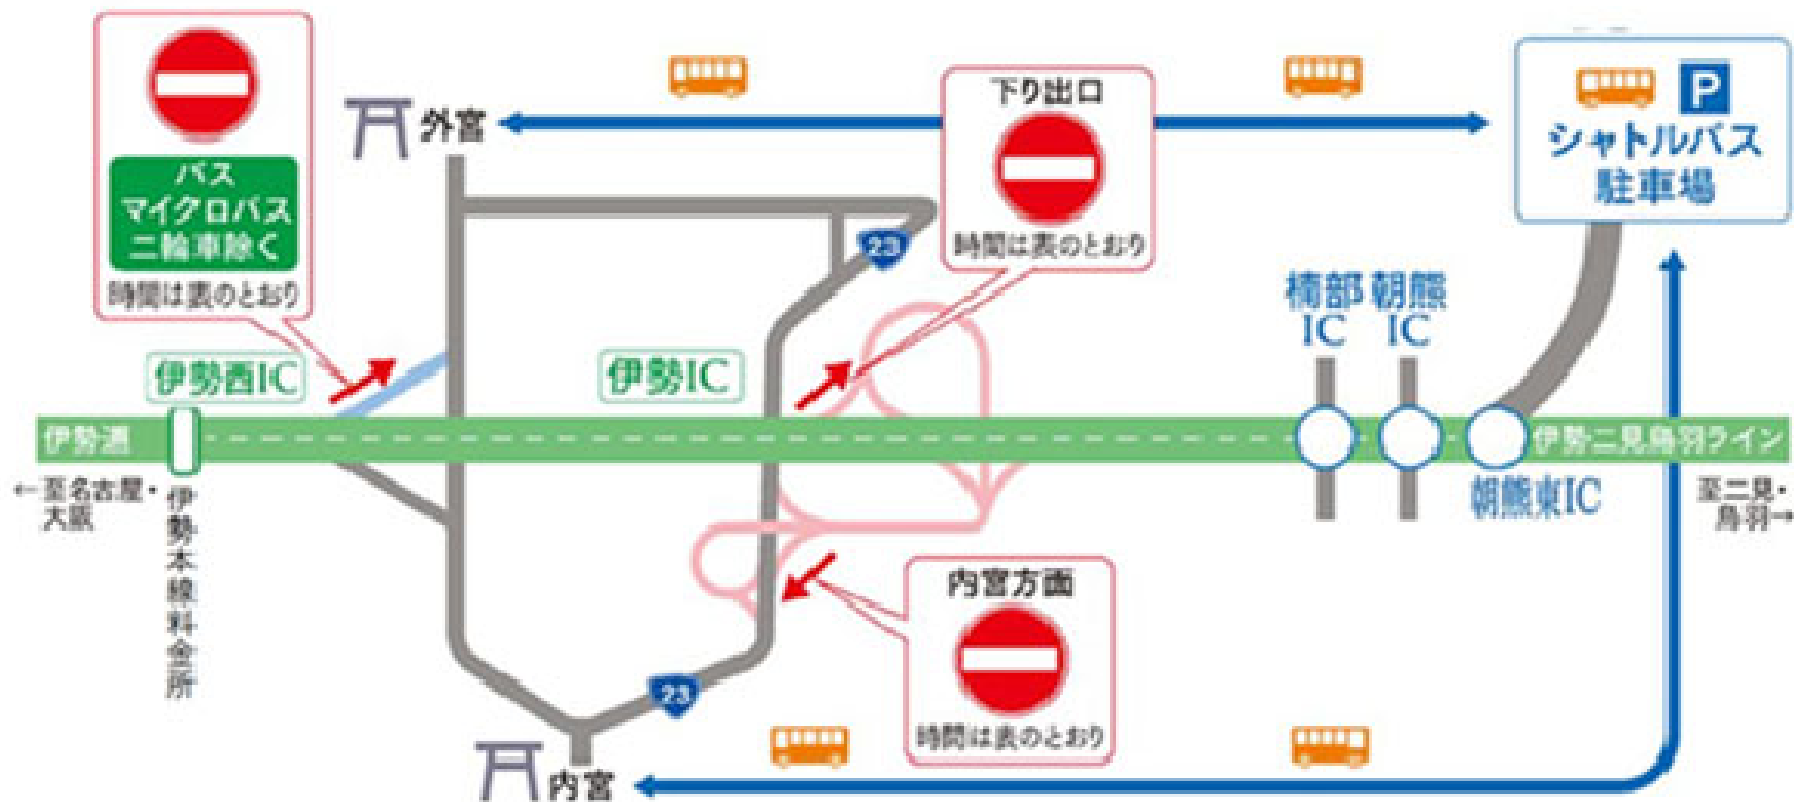 バス
マイクロバス
二輪車除く
時間は表のとおり
外宮
下り出口
時間は表のとおり
P
シャトルバス
駐車場
23
楠部
IC
朝熊
IC
伊勢西IC
伊勢IC
伊勢道
伊勢二見鳥羽ライン
←至名古屋・
大阪
伊勢本線料金所
朝熊東IC
至二見・
鳥羽→
内宮方面
時間は表のとおり
23
内宮